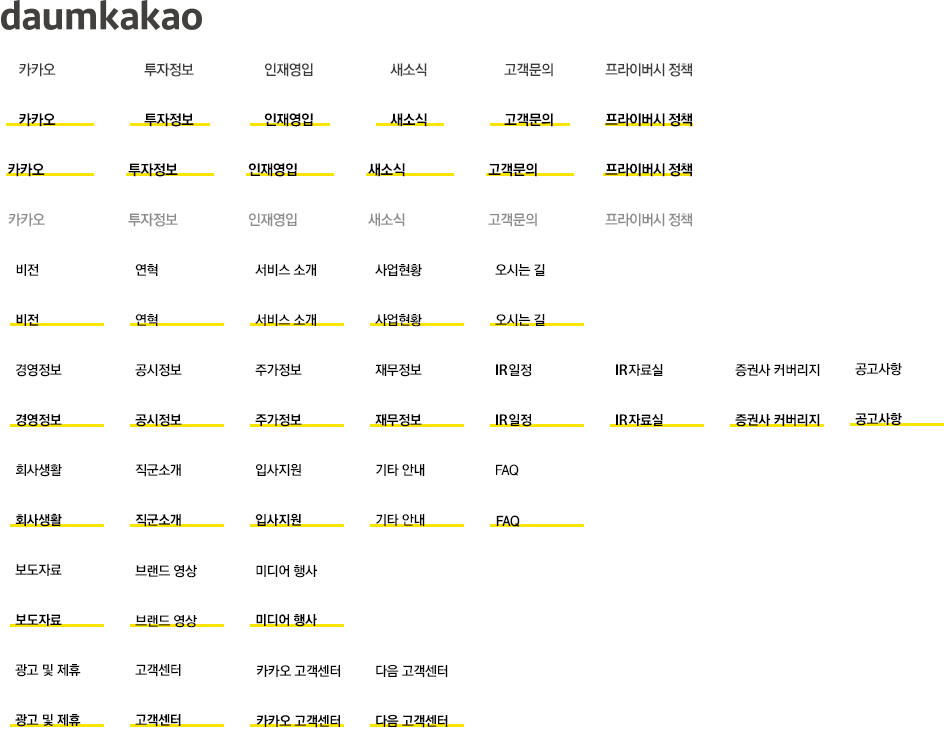 daumkakao
카카오 투자정보 인재영입 새소식 고객문의 프라이버시 정책
카카오 투자정보 인재영입 새소식 고객문의 프라이버시 정책
카카오 투자정보 인재영입 새소식 고객문의 프라이버시 정책
카카오 투자정보 인재영입 새소식 고객문의 프라이버시 정책
비전 연혁 서비스 소개 사업현황 오시는 길
비전 연혁 서비스 소개 사업현황 오시는 길
경영정보 공시정보 주가정보 재무정보 IR일정 IR자료실 증권사 커버리지 공고사항
경영정보 공시정보 주가정보 재무정보 IR일정 IR자료실 증권사 커버리지 공고사항
회사생활 직군소개 입사지원 기타 안내 FAQ
회사생활 직군소개 입사지원 기타 안내 FAQ
보도자료 브랜드 영상 미디어 행사
보도자료 브랜드 영상 미디어 행사
광고 및 제휴 고객센터 카카오 고객센터 다음 고객센터
광고 및 제휴 고객센터 카카오 고객센터 다음 고객센터